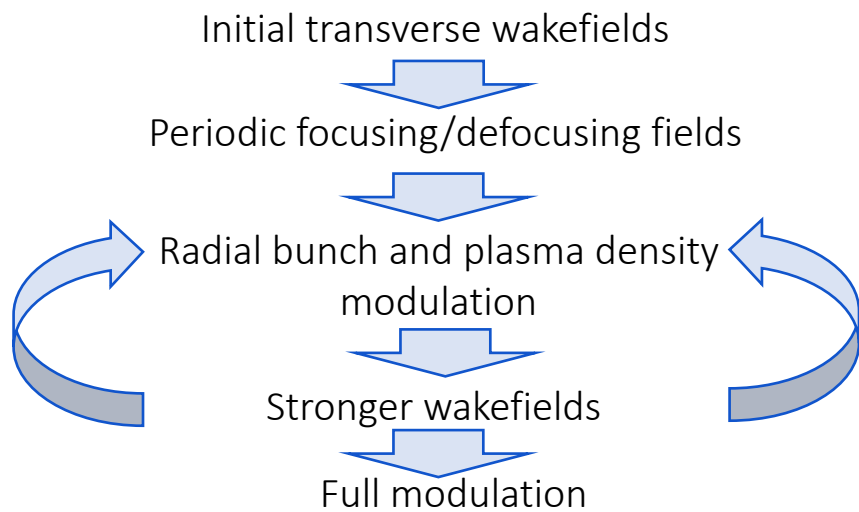 Initial transverse wakefields
Periodic focusing/defocusing fields
Radial bunch and plasma density
modulation
Stronger wakefields
Full modulation